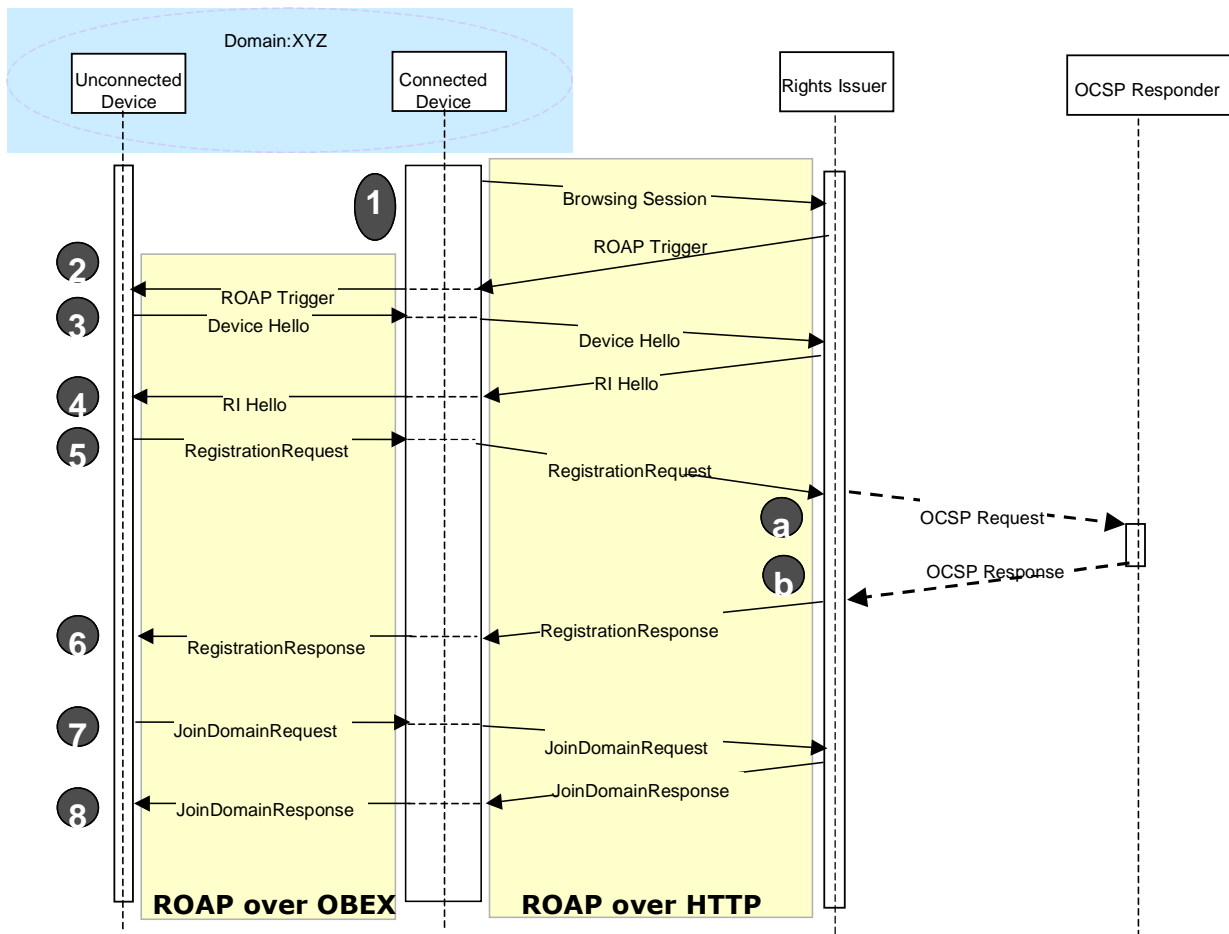 Domain:XYZ
Unconnected
Device
Connected
Device
Rights Issuer
OCSP Responder
1
Browsing Session
ROAP Trigger
2
ROAP Trigger
3
Device Hello
Device Hello
RI Hello
4
RI Hello
5
RegistrationRequest
RegistrationRequest
a
OCSP Request
b
OCSP Response
RegistrationResponse
6
RegistrationResponse
7
JoinDomainRequest
JoinDomainRequest
JoinDomainResponse
8
JoinDomainResponse
ROAP over OBEX
ROAP over HTTP